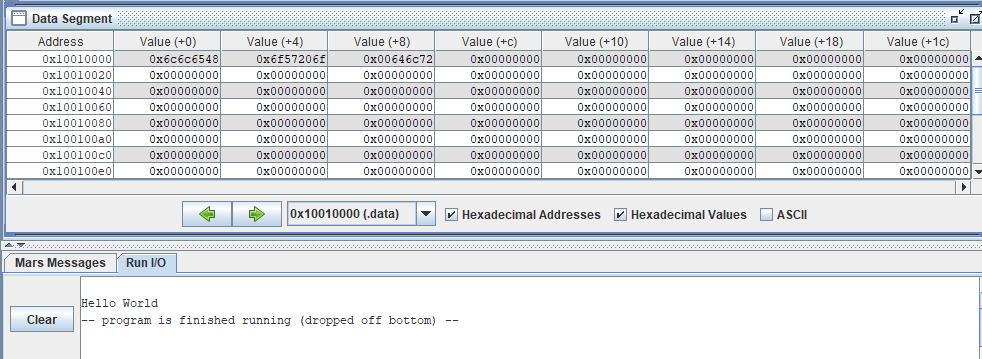 Data Segment
Address Value (+0) Value (+4) Value (+8) Value (+c) Value (+10) Value (+14) Value (+18) Value (+1c)
0x10010000 0x6c6c6548 0x6f57206f 0x00646c72 0x00000000 0x00000000 0x00000000 0x00000000 0x00000000
0x10010020 0x00000000 0x00000000 0x00000000 0x00000000 0x00000000 0x00000000 0x00000000 0x00000000
0x10010040 0x00000000 0x00000000 0x00000000 0x00000000 0x00000000 0x00000000 0x00000000 0x00000000
0x10010060 0x00000000 0x00000000 0x00000000 0x00000000 0x00000000 0x00000000 0x00000000 0x00000000
0x10010080 0x00000000 0x00000000 0x00000000 0x00000000 0x00000000 0x00000000 0x00000000 0x00000000
0x100100a0 0x00000000 0x00000000 0x00000000 0x00000000 0x00000000 0x00000000 0x00000000 0x00000000
0x100100c0 0x00000000 0x00000000 0x00000000 0x00000000 0x00000000 0x00000000 0x00000000 0x00000000
0x100100e0 0x00000000 0x00000000 0x00000000 0x00000000 0x00000000 0x00000000 0x00000000 0x00000000
0x10010000 (.data) Hexadecimal Addresses Hexadecimal Values ASCII
Mars Messages Run I/O
Hello World
-- program is finished running (dropped off bottom) --
Clear